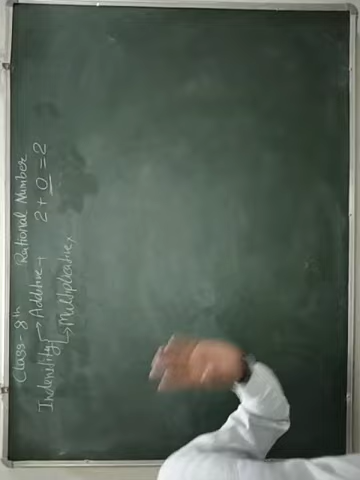 Class - 8th Rational Number
Indentity → Additive → 2 + 0 = 2
→ Multiplicative,